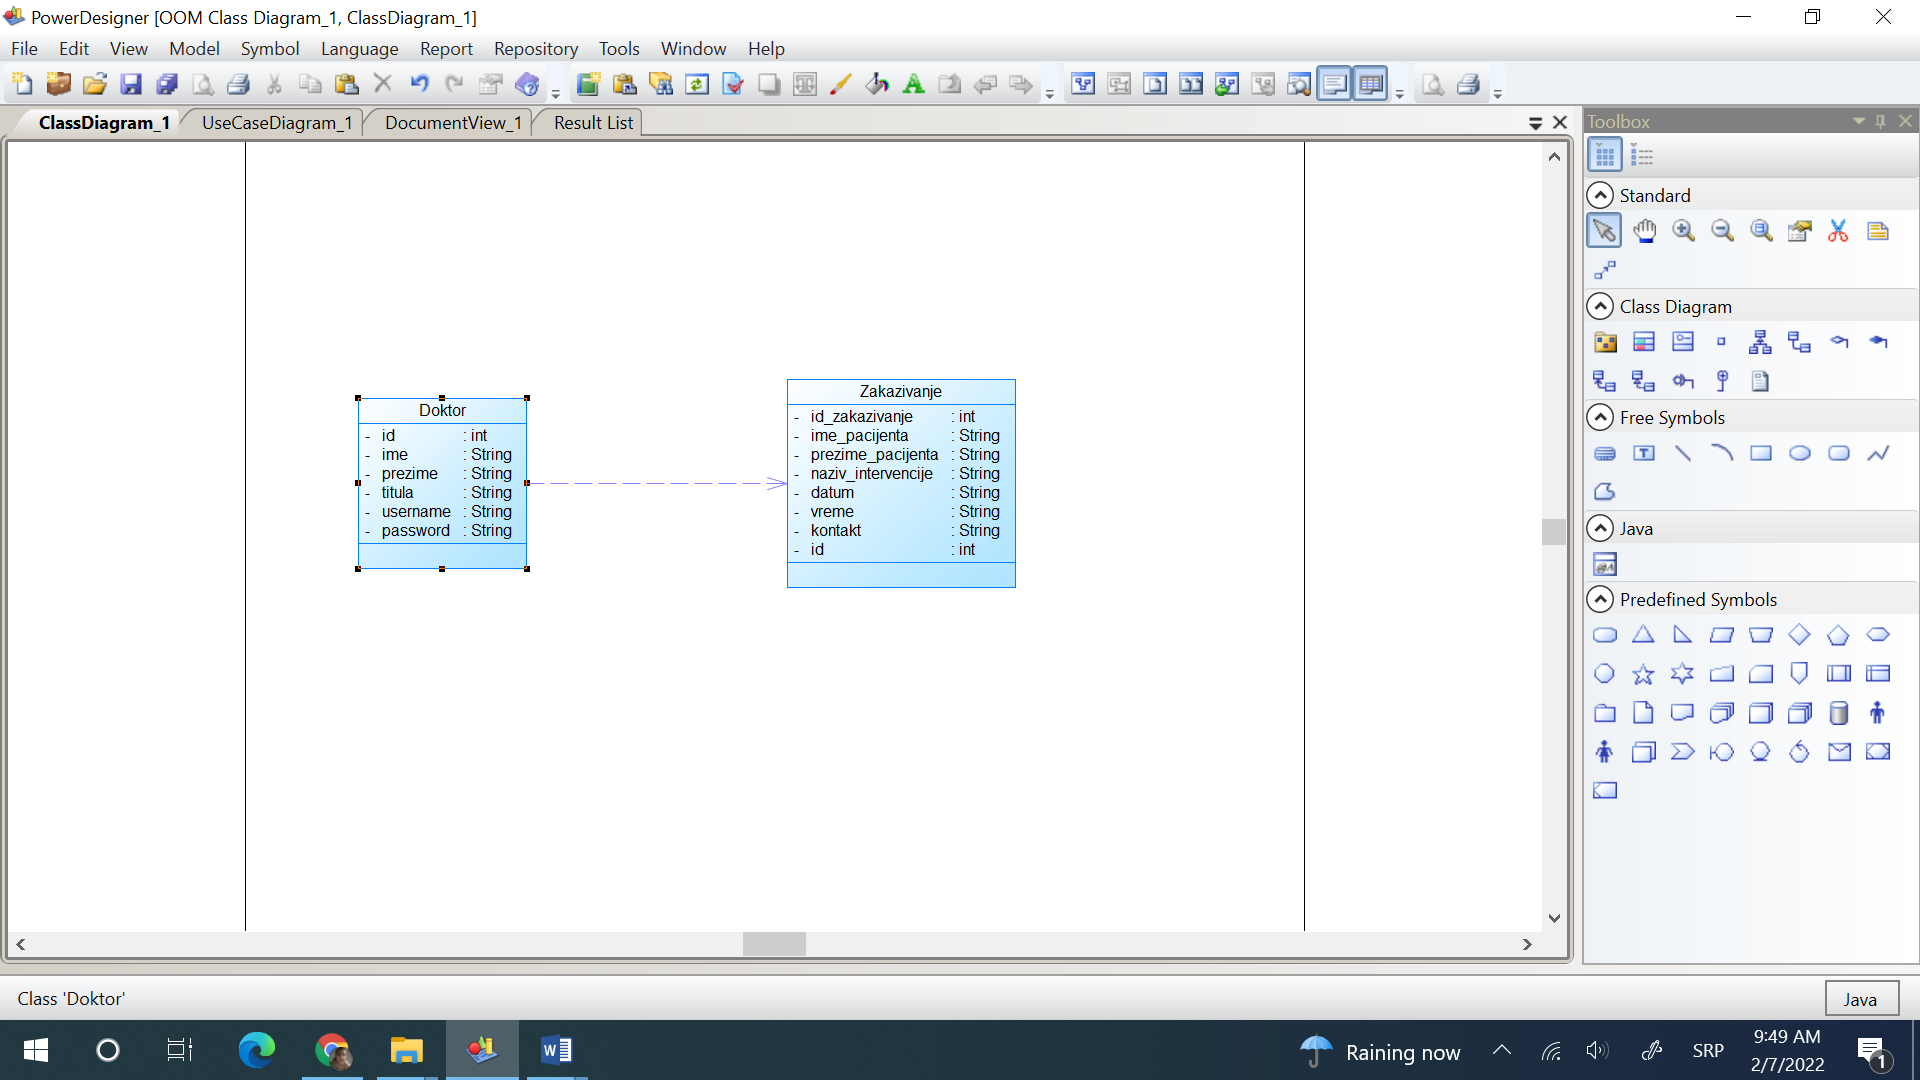 PowerDesigner [OOM Class Diagram_1, ClassDiagram_1]
File Edit View Model Symbol Language Report Repository Tools Window Help
ClassDiagram_1 UseCaseDiagram_1 DocumentView_1 Result List
Toolbox
Standard
Class Diagram
Free Symbols
Java
Predefined Symbols
Doktor
- id : int
- ime : String
- prezime : String
- titula : String
- username : String
- password : String
Zakazivanje
- id_zakazivanje : int
- ime_pacijenta : String
- prezime_pacijenta : String
- naziv_intervencije : String
- datum : String
- vreme : String
- kontakt : String
- id : int
Class 'Doktor'
Java
Raining now
SRP
9:49 AM
2/7/2022
1